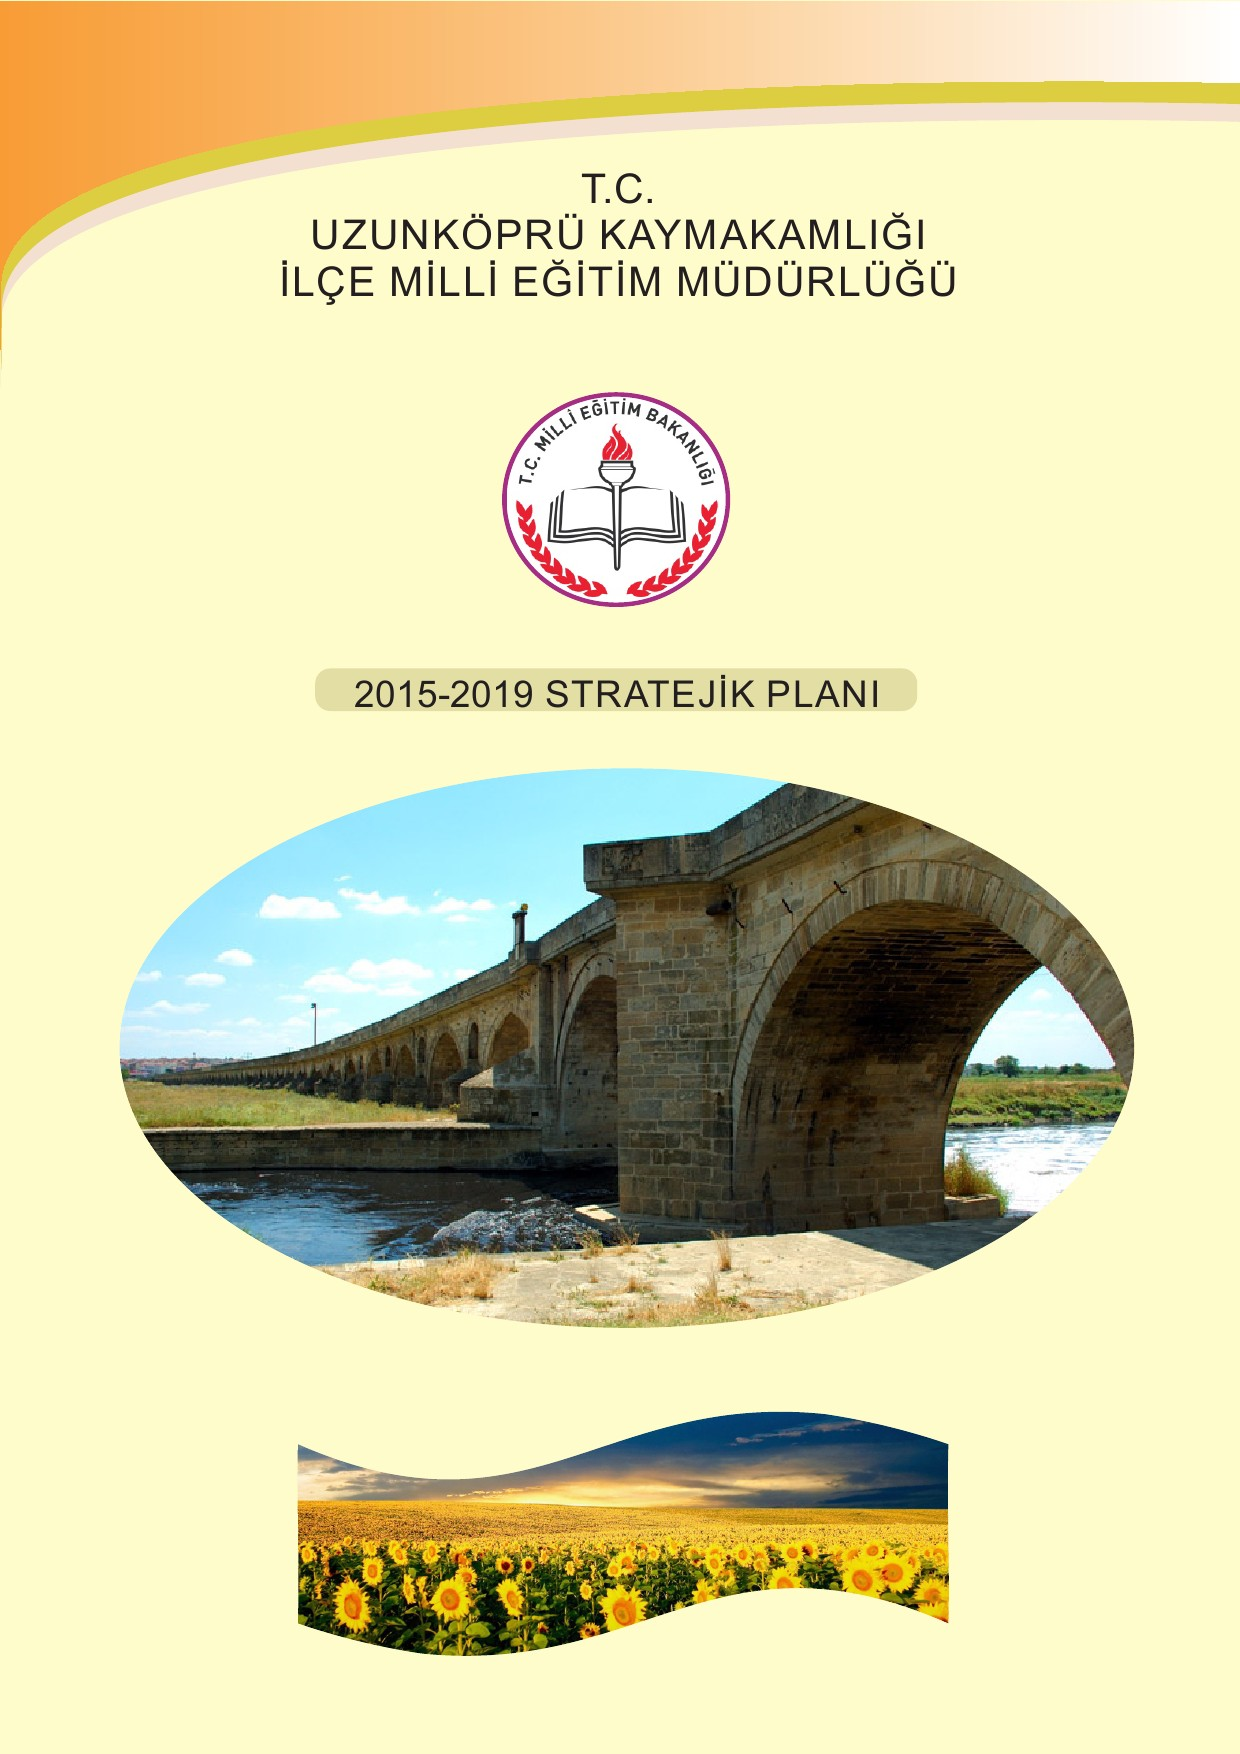 T.C.
UZUNKÖPRÜ KAYMAKAMLIĞI
İLÇE MİLLİ EĞİTİM MÜDÜRLÜĞÜ
T.C. MİLLİ EĞİTİM BAKANLIĞI
2015-2019 STRATEJİK PLANI